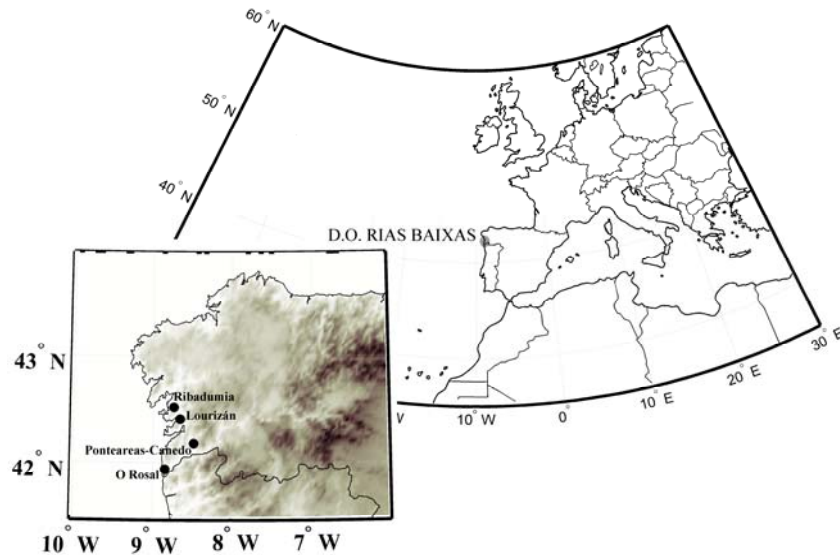 60° N
50° N
40° N
D.O. RIAS BAIXAS
30° E
20° E
10° E
0°
10° W
W
43° N
42° N
Ribadumia
Lourizán
Ponteareas-Canedo
O Rosal
10° W
9° W
8° W
7° W